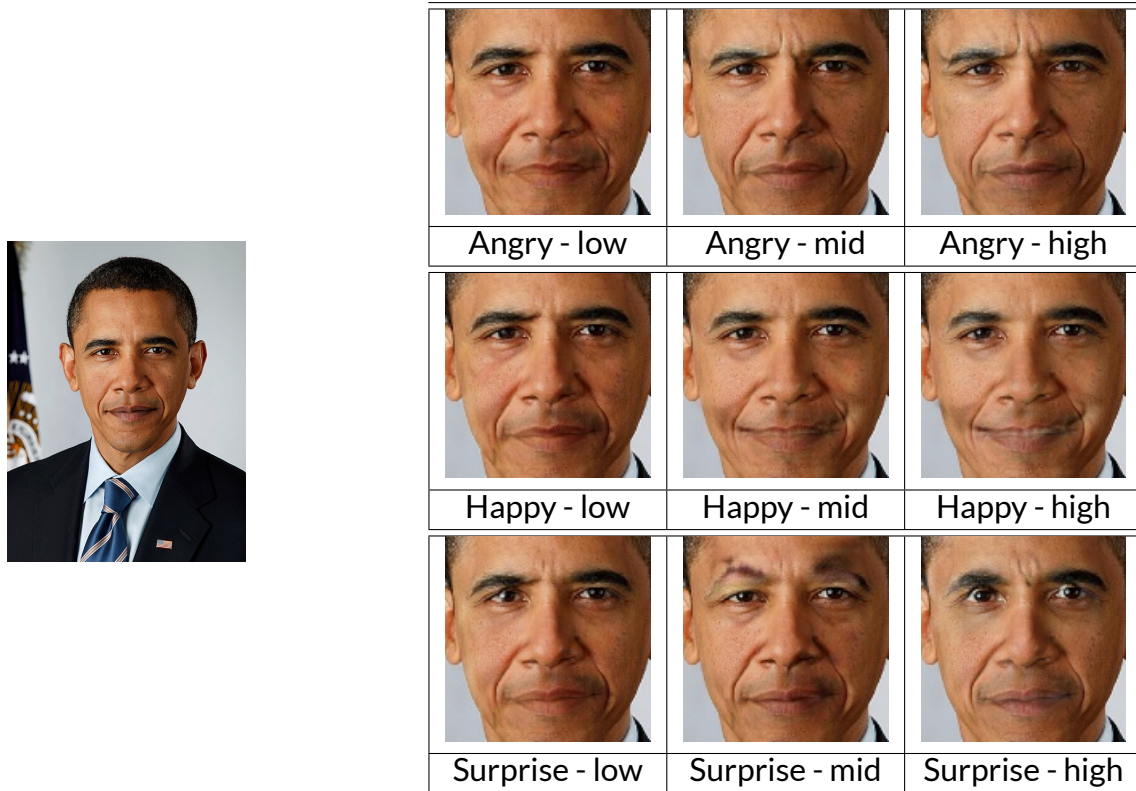 Angry - low
Angry - mid
Angry - high
Happy - low
Happy - mid
Happy - high
Surprise - low
Surprise - mid
Surprise - high